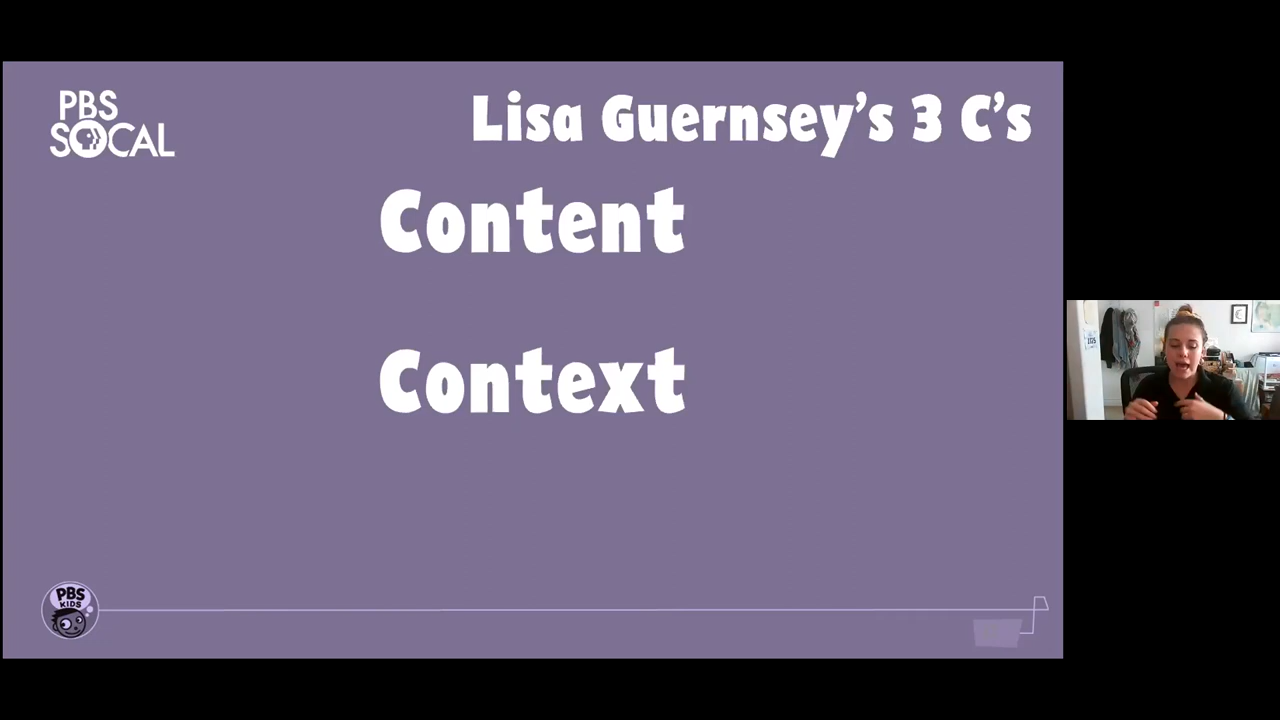 PBS
SOCAL
Lisa Guernsey's 3 C's
Content
Context
PBS
KIDS